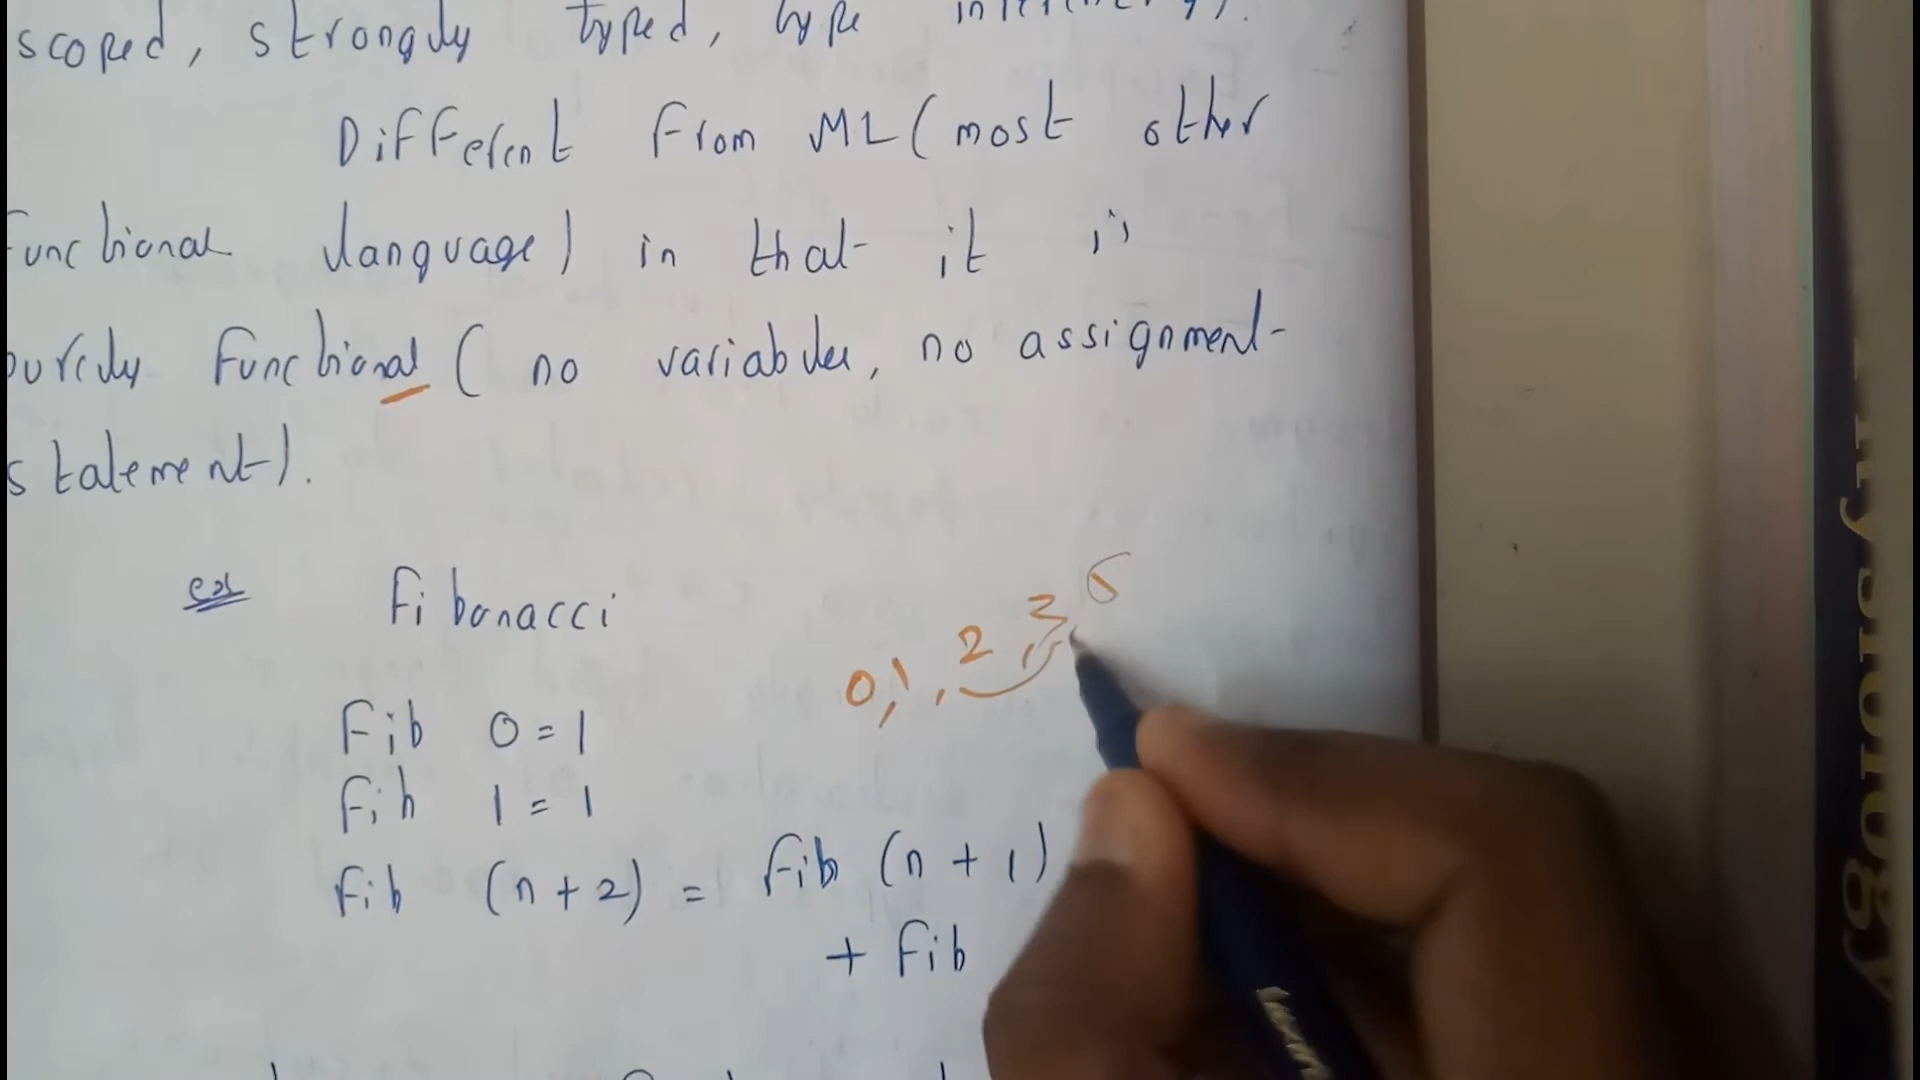 scoped, strongly typed, type
Different from ML (most other
functional language) in that it is
purely functional (no variables, no assignment
statement).
ex Fibonacci
0, 1, 2 3 5
Fib 0 = 1
Fib 1 = 1
Fib (n + 2) = Fib (n + 1)
+ Fib